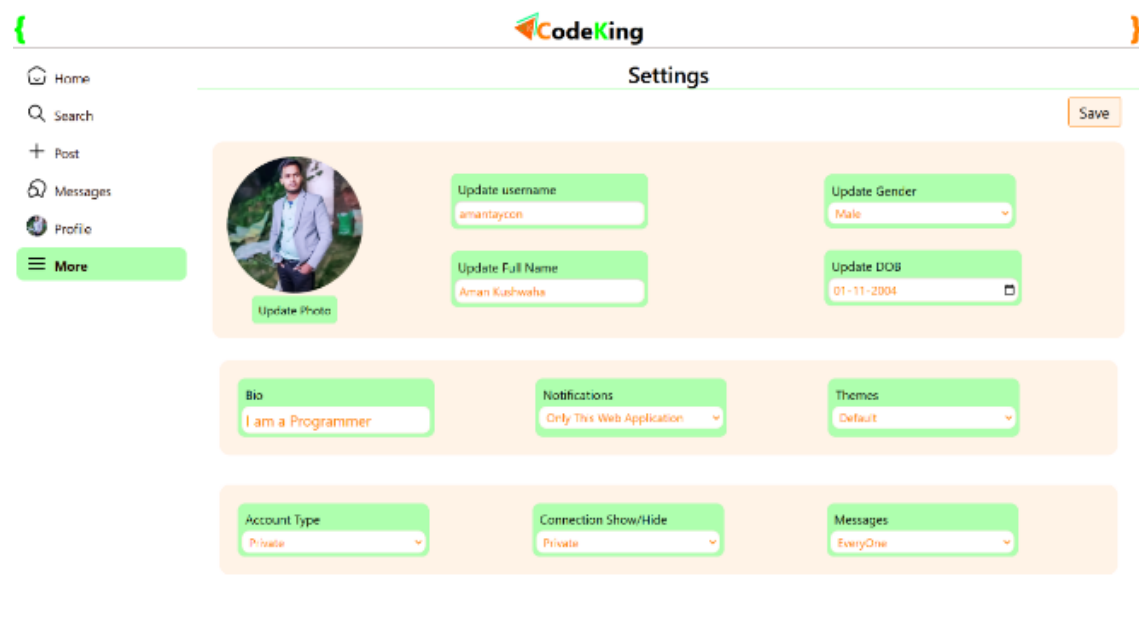 { CodeKing }
Home
Search
Post
Messages
Profile
More
Settings
Save
Update Photo
Update username
amantaycon
Update Full Name
Aman Kushwaha
Update Gender
Male
Update DOB
01-11-2004
Bio
I am a Programmer
Notifications
Only This Web Application
Themes
Default
Account Type
Private
Connection Show/Hide
Private
Messages
EveryOne